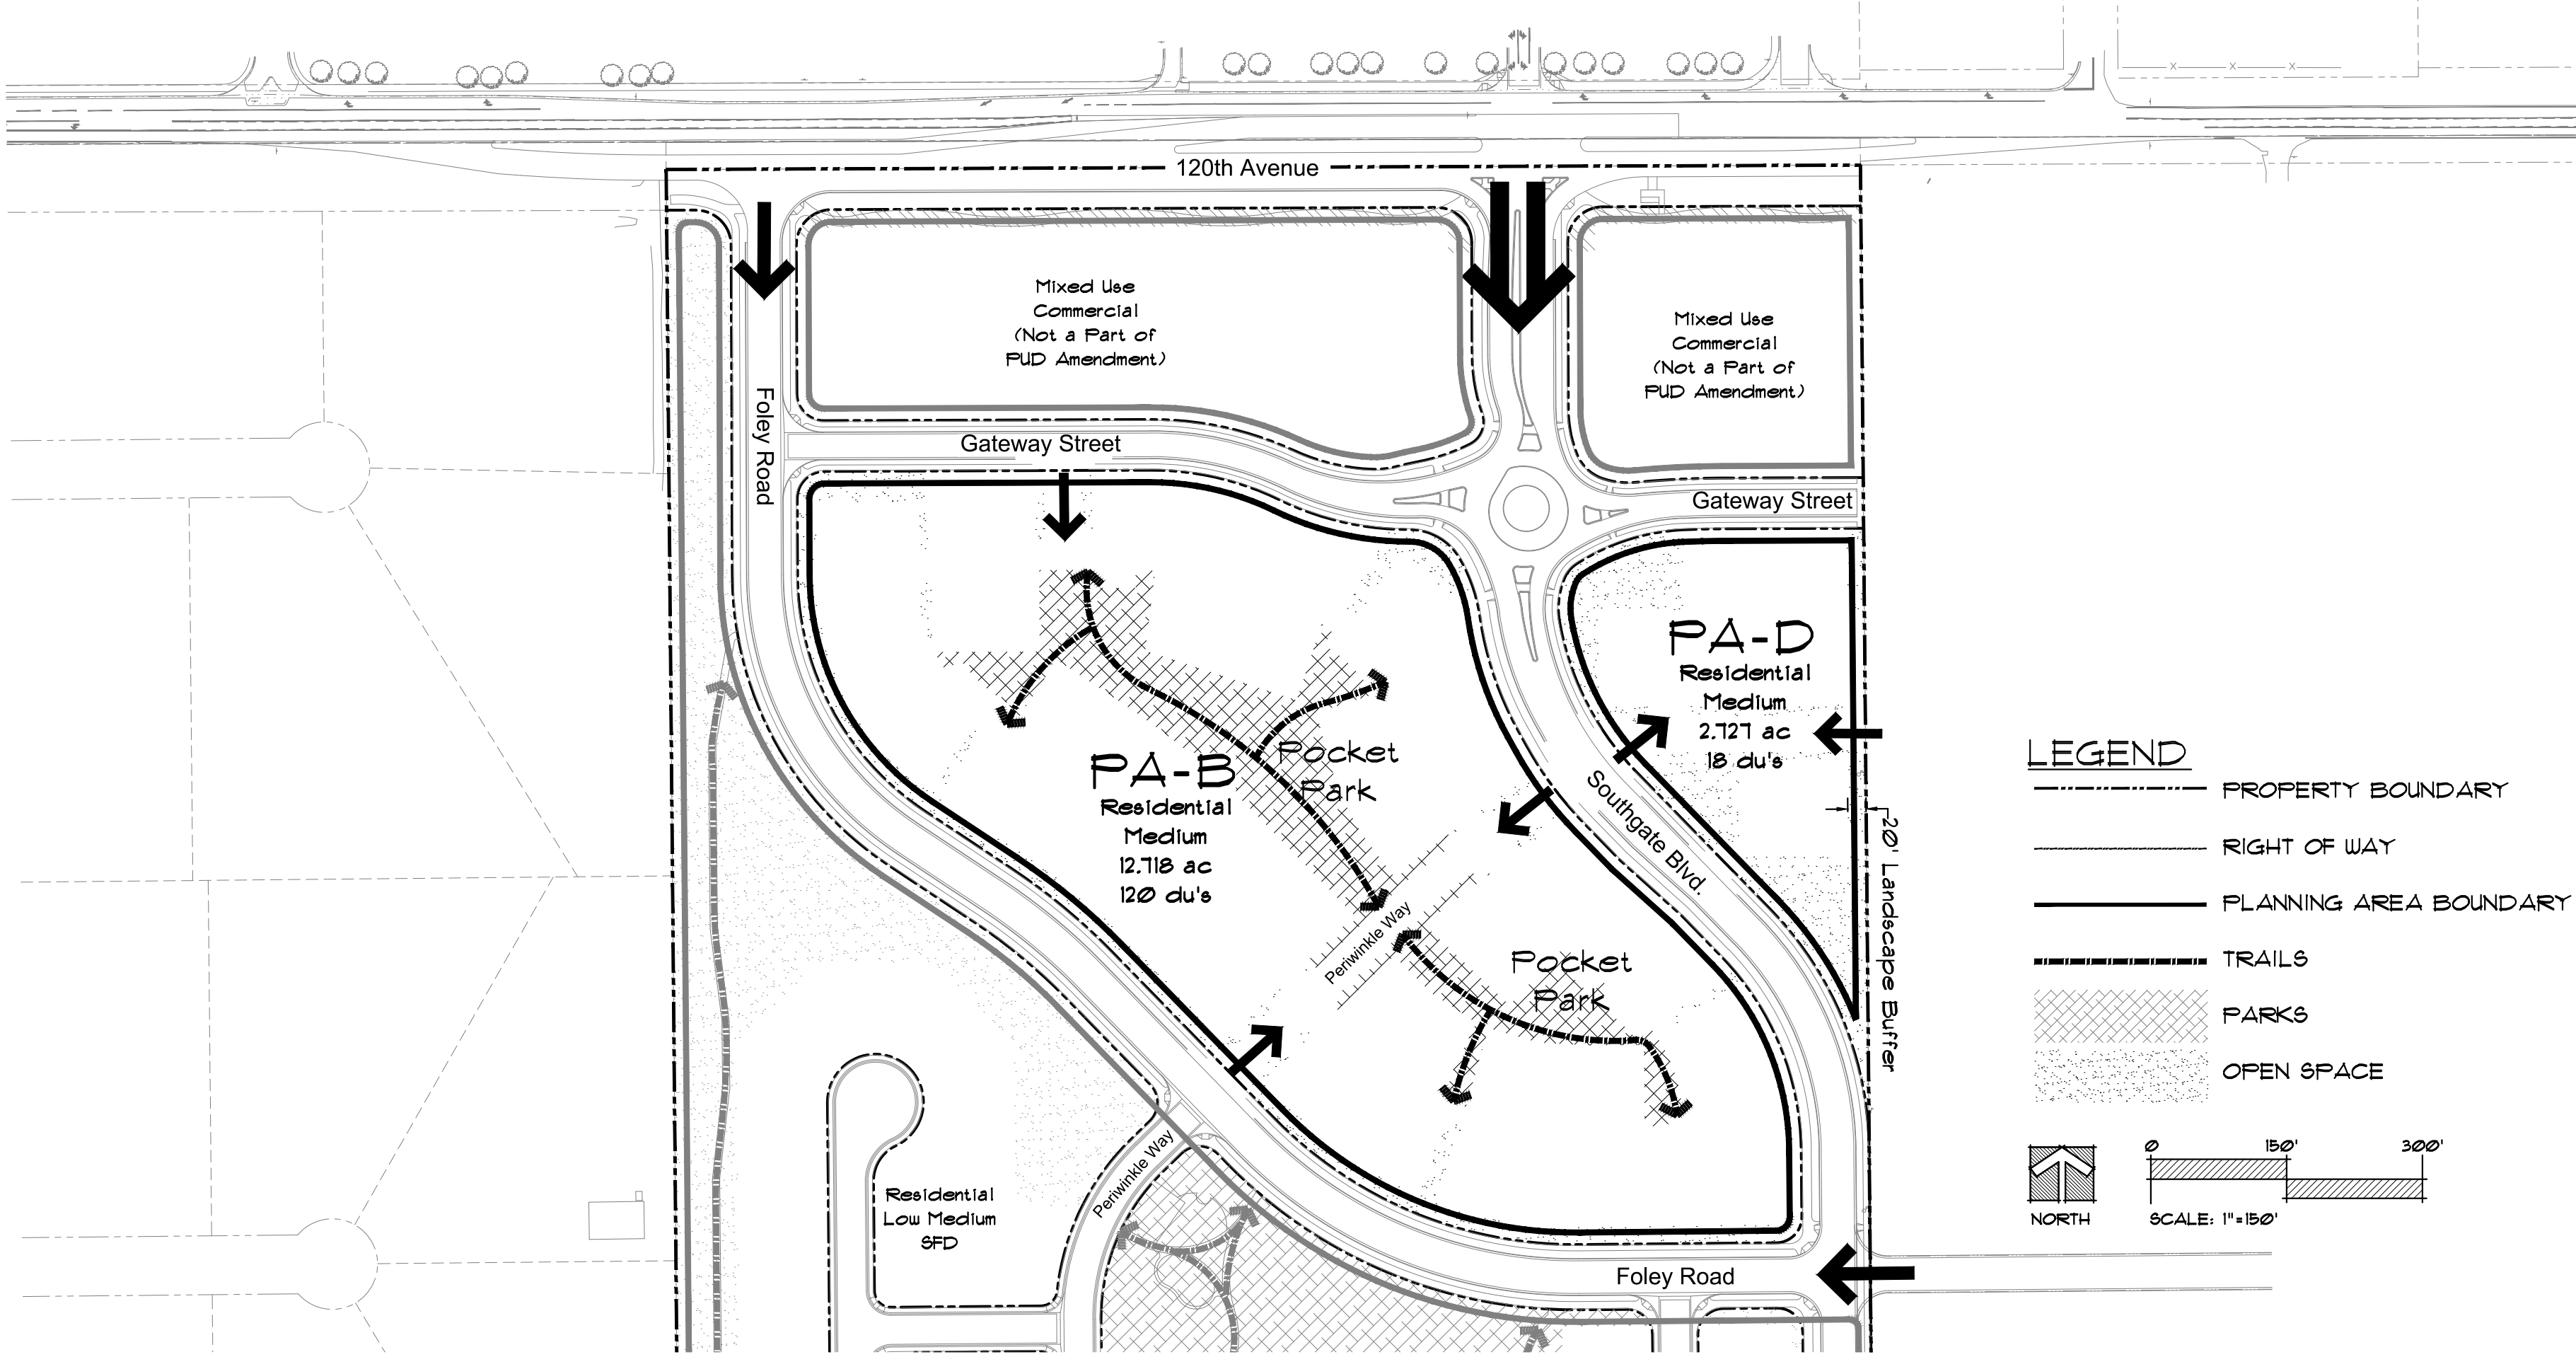 120th Avenue
Mixed Use
Commercial
(Not a Part of
PUD Amendment)
Mixed Use
Commercial
(Not a Part of
PUD Amendment)
Foley Road
Gateway Street
Gateway Street
PA-D
Residential
Medium
2.727 ac
18 du's
PA-B
Residential
Medium
12.718 ac
120 du's
Pocket
Park
Southgate Blvd.
20' Landscape Buffer
Periwinkle Way
Pocket
Park
Periwinkle Way
Residential
Low Medium
SFD
Foley Road
LEGEND
PROPERTY BOUNDARY
RIGHT OF WAY
PLANNING AREA BOUNDARY
TRAILS
PARKS
OPEN SPACE
NORTH
0 150' 300'
SCALE: 1"=150'